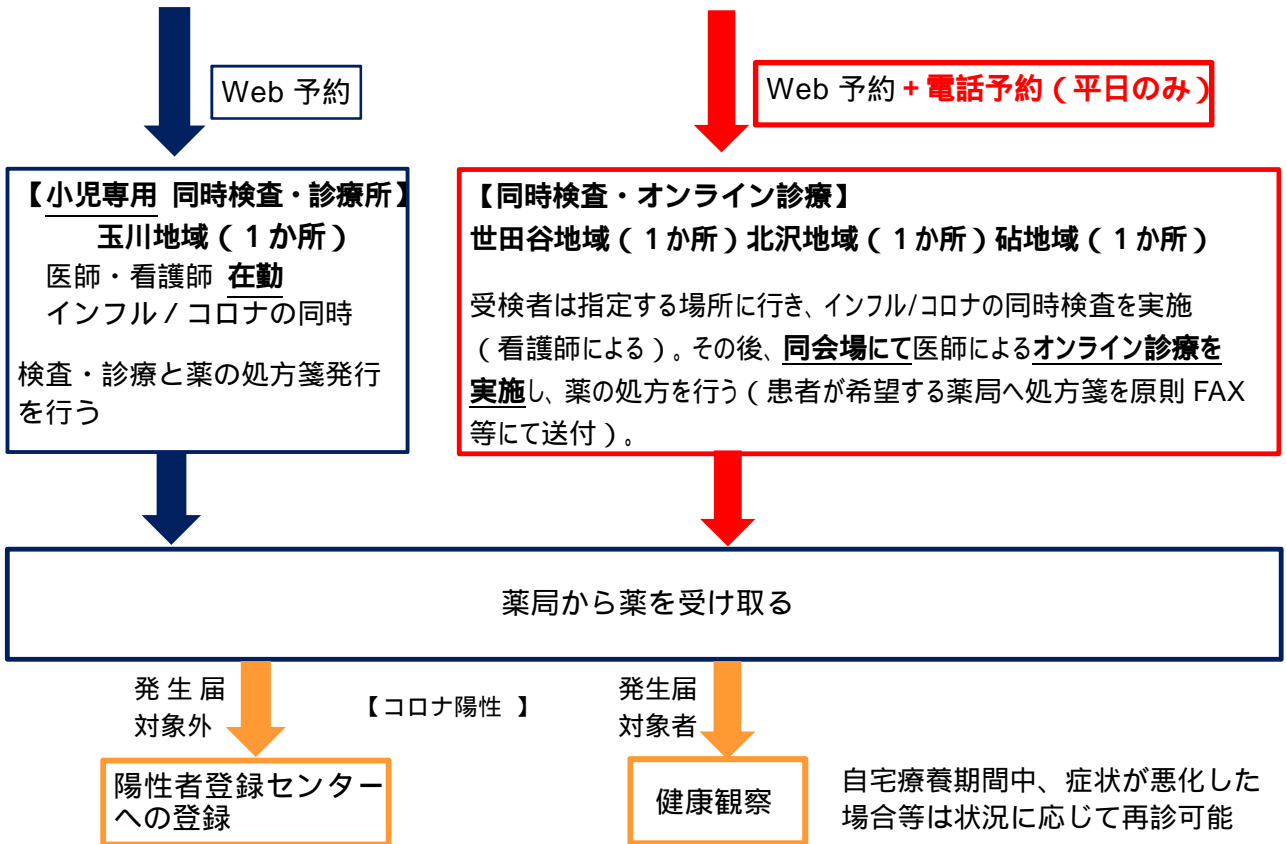 Web 予約
Web 予約 + 電話予約(平日のみ)
【小児専用 同時検査・診療所】
玉川地域(1か所)
医師・看護師 在勤
インフル / コロナの同時
検査・診療と薬の処方箋発行
を行う
【同時検査・オンライン診療】
世田谷地域(1か所)北沢地域(1か所)砧地域(1か所)
受検者は指定する場所に行き、インフル/コロナの同時検査を実施
(看護師による)。その後、同会場にて医師によるオンライン診療を
実施し、薬の処方を行う(患者が希望する薬局へ処方箋を原則 FAX
等にて送付)。
薬局から薬を受け取る
発生届
対象外
【コロナ陽性 】
発生届
対象者
陽性者登録センター
への登録
健康観察
自宅療養期間中、症状が悪化した
場合等は状況に応じて再診可能